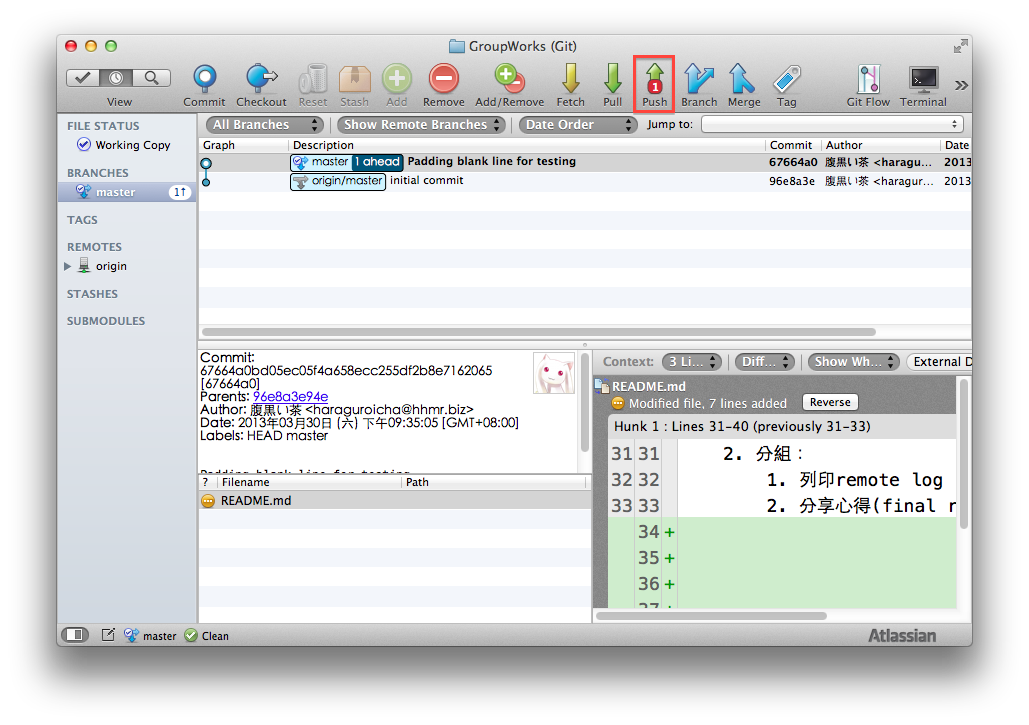 GroupWorks (Git)
View Commit Checkout Reset Stash Add Remove Add/Remove Fetch Pull 1 Push Branch Merge Tag Git Flow Terminal
FILE STATUS
Working Copy
BRANCHES
master 1↑
TAGS
REMOTES
origin
STASHES
SUBMODULES
All Branches Show Remote Branches Date Order Jump to:
Graph Description Commit Author Date
master 1 ahead Padding blank line for testing 67664a0 腹黒い茶 <haragu... 2013
origin/master initial commit 96e8a3e 腹黒い茶 <haragur... 2013
Commit:
67664a0bd05ec05f4a658ecc255df2b8e7162065
[67664a0]
Parents: 96e8a3e94e
Author: 腹黒い茶 <haraguroicha@hhmr.biz>
Date: 2013年03月30日 (六) 下午09:35:05 [GMT+08:00]
Labels: HEAD master
Padding blank line for testing
? Filename Path
README.md
Context: 3 Li... Diff... Show Wh... External D
README.md
Modified file, 7 lines added Reverse
Hunk 1 : Lines 31-40 (previously 31-33)
31 31 2. 分組：
32 32 1. 列印remote log
33 33 2. 分享心得(final r
34 +
35 +
36 +
37 +
master Clean
Atlassian